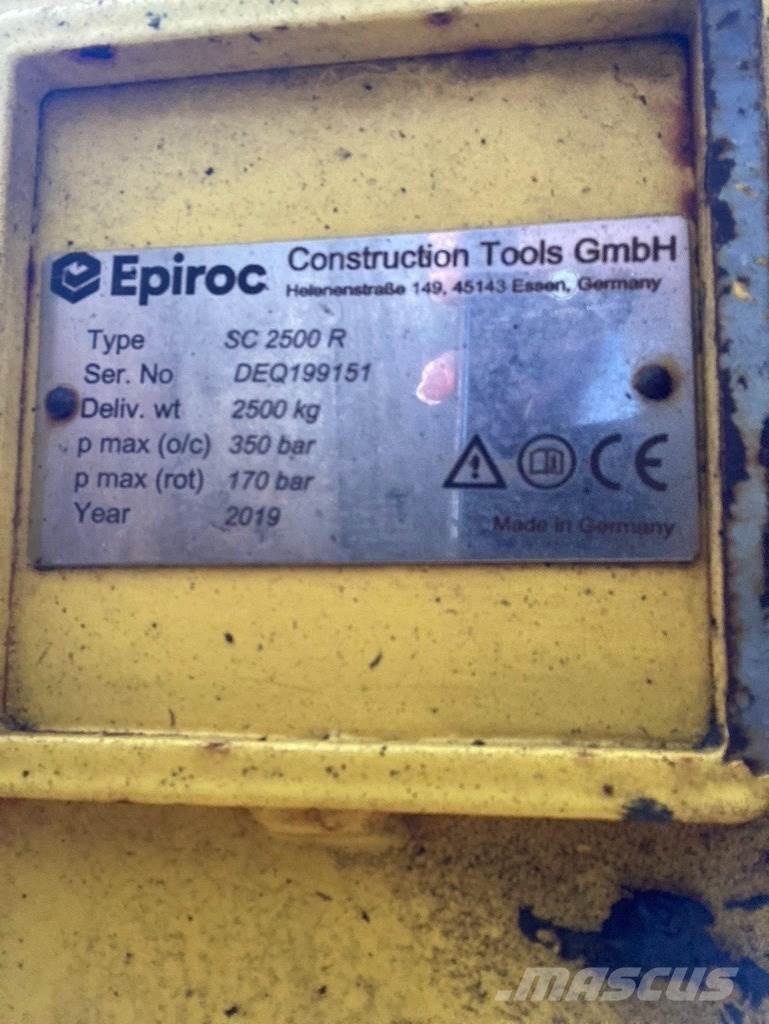 Epiroc Construction Tools GmbH
Helenenstraße 149, 45143 Essen, Germany
Type SC 2500 R
Ser. No DEQ199151
Deliv. wt 2500 kg
p max (o/c) 350 bar
p max (rot) 170 bar
Year 2019
CE
Made in Germany
MASCUS